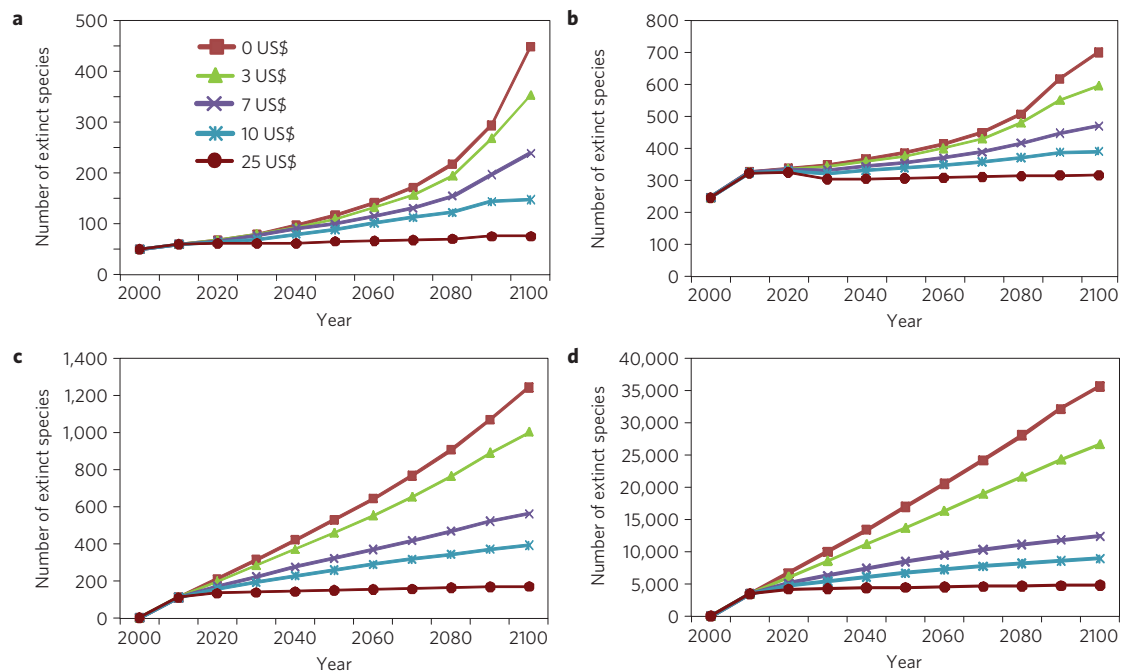 a
Number of extinct species
500
400
300
200
100
0
0 US$
3 US$
7 US$
10 US$
25 US$
2000 2020 2040 2060 2080 2100
Year
b
Number of extinct species
800
700
600
500
400
300
200
100
0
2000 2020 2040 2060 2080 2100
Year
c
Number of extinct species
1,400
1,200
1,000
800
600
400
200
0
2000 2020 2040 2060 2080 2100
Year
d
Number of extinct species
40,000
35,000
30,000
25,000
20,000
15,000
10,000
5,000
0
2000 2020 2040 2060 2080 2100
Year